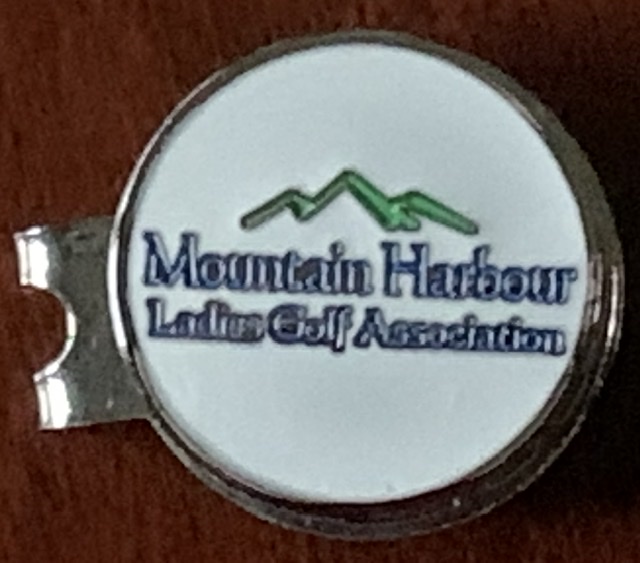 Mountain Harbour
Ladies Golf Association